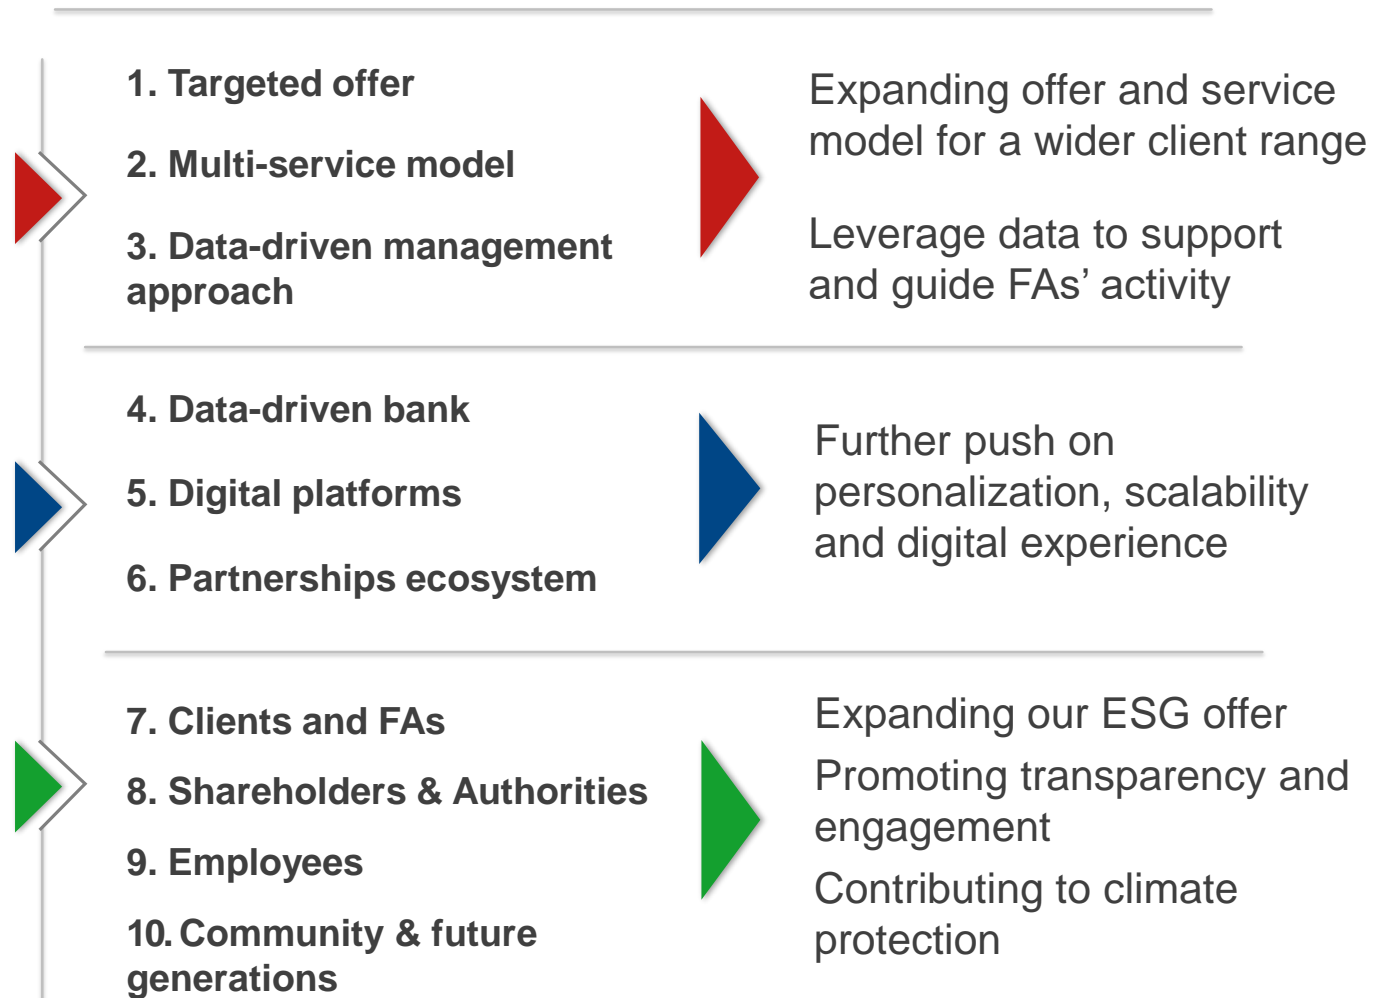 1. Targeted offer
2. Multi-service model
3. Data-driven management
approach
Expanding offer and service
model for a wider client range
Leverage data to support
and guide FAs’ activity
4. Data-driven bank
5. Digital platforms
6. Partnerships ecosystem
Further push on
personalization, scalability
and digital experience
7. Clients and FAs
8. Shareholders & Authorities
9. Employees
10. Community & future
generations
Expanding our ESG offer
Promoting transparency and
engagement
Contributing to climate
protection